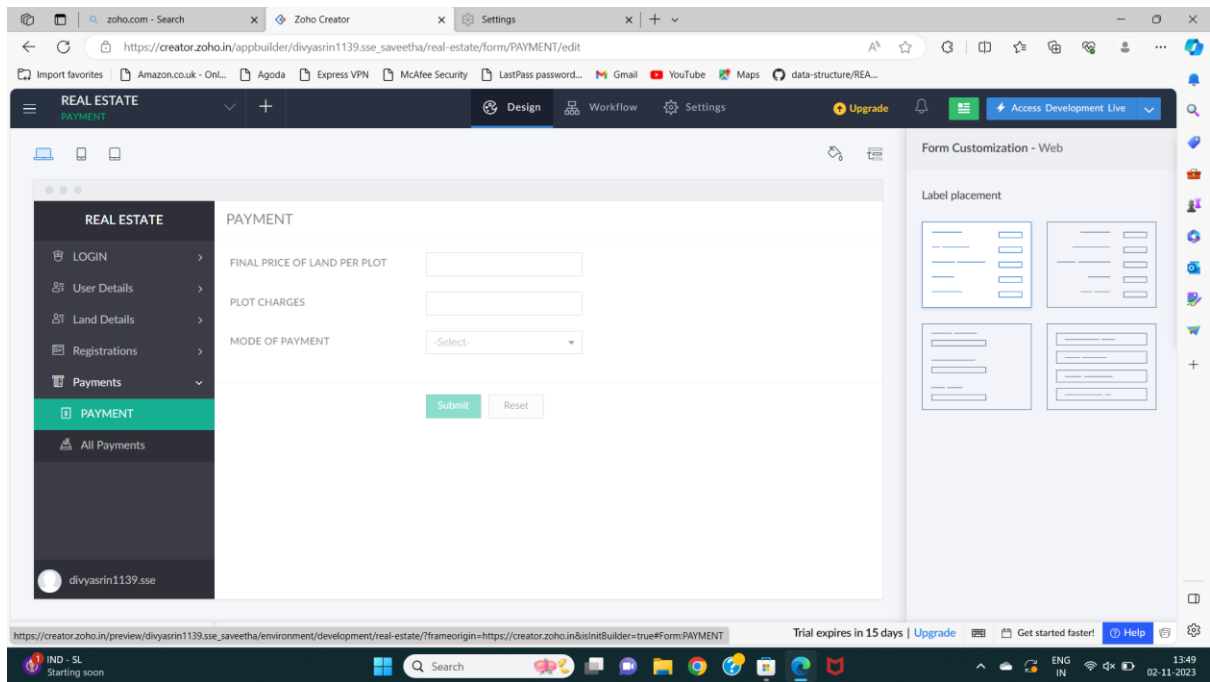 zoho.com - Search
Zoho Creator
Settings
https://creator.zoho.in/appbuilder/divyasrin1139.sse_saveetha/real-estate/form/PAYMENT/edit
Import favorites
Amazon.co.uk - Onl...
Agoda
Express VPN
McAfee Security
LastPass password...
Gmail
YouTube
Maps
data-structure/REA...
REAL ESTATE
PAYMENT
Design
Workflow
Settings
Upgrade
Access Development Live
Form Customization - Web
Label placement
REAL ESTATE
LOGIN
User Details
Land Details
Registrations
Payments
PAYMENT
All Payments
divyasrin1139.sse
PAYMENT
FINAL PRICE OF LAND PER PLOT
PLOT CHARGES
MODE OF PAYMENT
-Select-
Submit
Reset
https://creator.zoho.in/preview/divyasrin1139.sse_saveetha/environment/development/real-estate/?frameorigin=https://creator.zoho.in&isInitBuilder=true#Form:PAYMENT
Trial expires in 15 days | Upgrade
Get started faster!
Help
1
IND - SL
Starting soon
Search
ENG
IN
13:49
02-11-2023